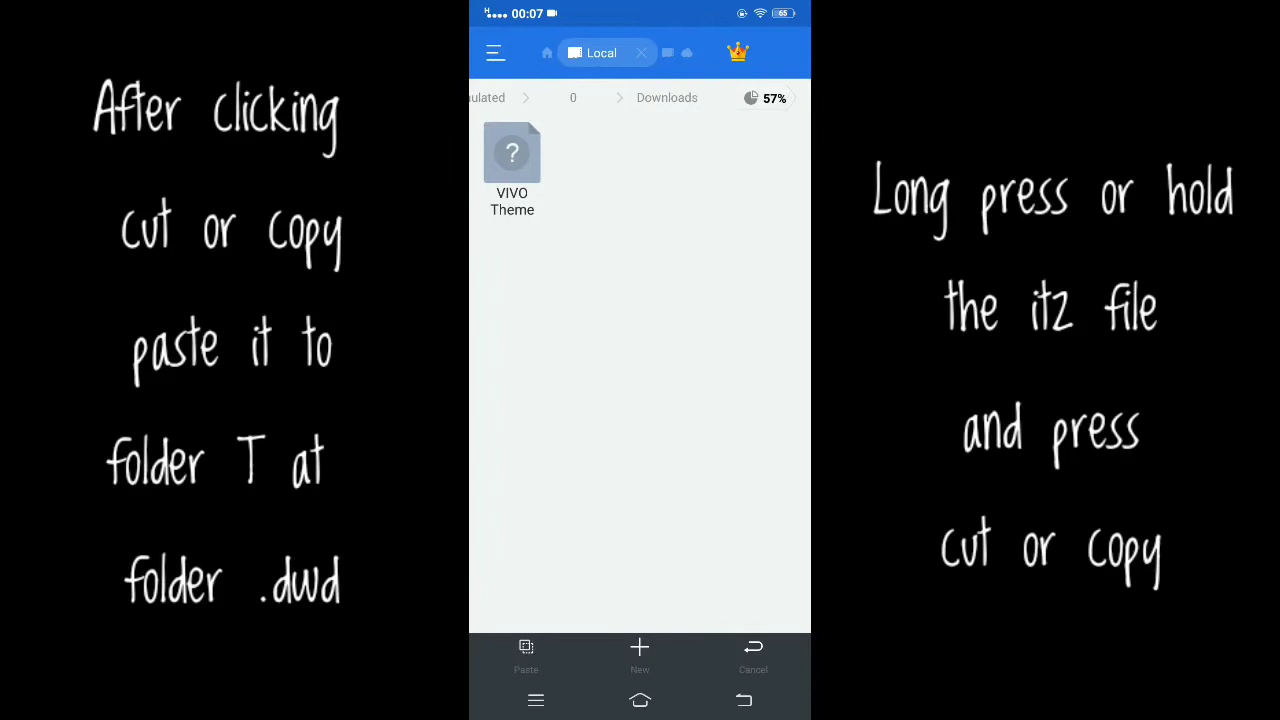 After clicking
cut or copy
paste it to
folder T at
folder .dwd
H 00:07 65
Local
ulated 0 Downloads 57%
?
VIVO
Theme
Paste New Cancel
Long press or hold
the itz file
and press
cut or copy